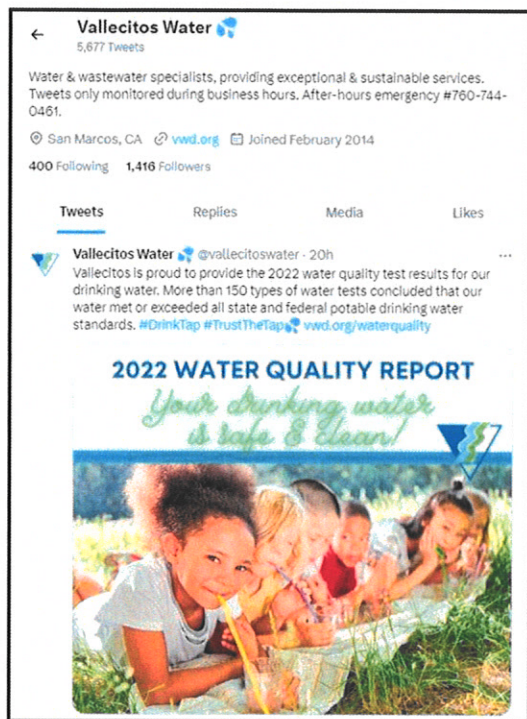 ← Vallecitos Water 💦
5,677 Tweets
Water & wastewater specialists, providing exceptional & sustainable services.
Tweets only monitored during business hours. After-hours emergency #760-744-
0461.
San Marcos, CA vwd.org Joined February 2014
400 Following 1,416 Followers
Tweets Replies Media Likes
Vallecitos Water 💦 @vallecitoswater · 20h ...
Vallecitos is proud to provide the 2022 water quality test results for our
drinking water. More than 150 types of water tests concluded that our
water met or exceeded all state and federal potable drinking water
standards. #DrinkTap #TrustTheTap💦 vwd.org/waterquality
2022 WATER QUALITY REPORT
Your drinking water
is safe & clean!